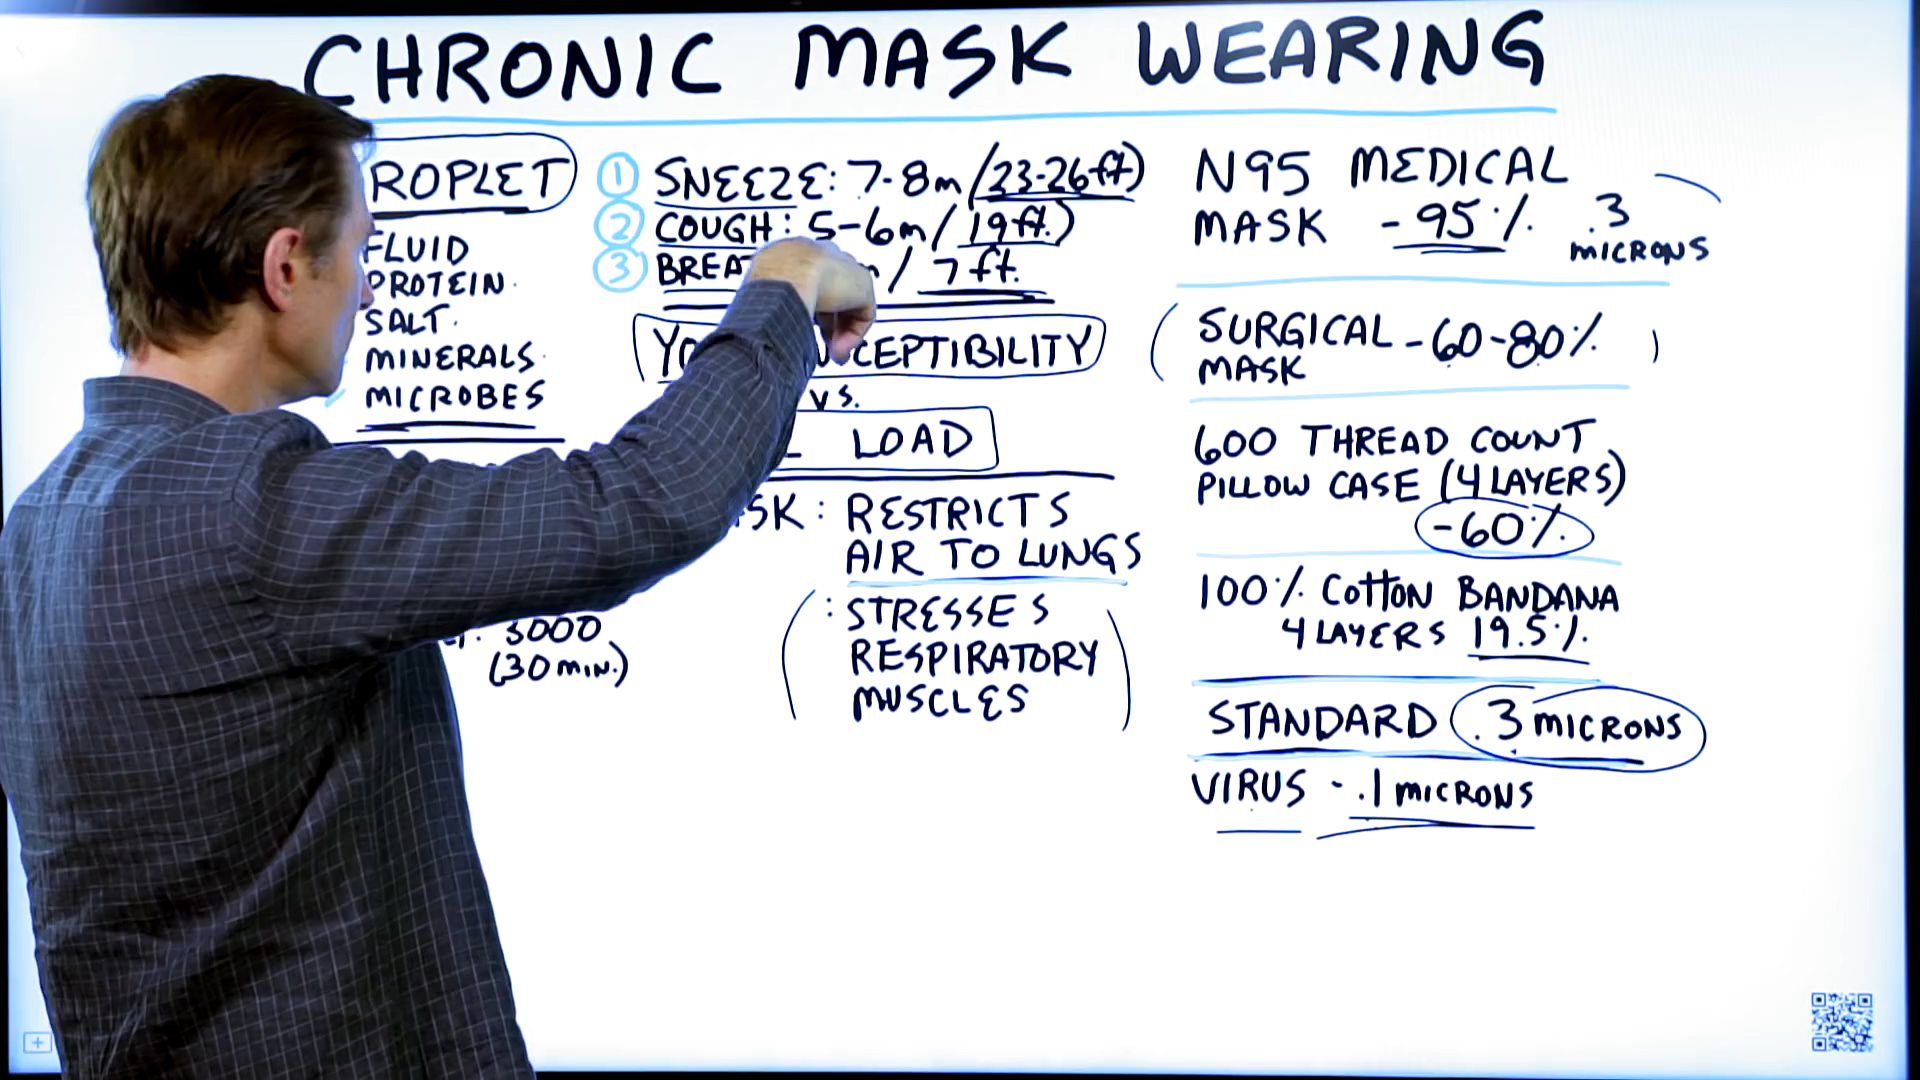 CHRONIC MASK WEARING
ROPLET
FLUID
PROTEIN
SALT
MINERALS
MICROBES
3000
(30 MIN.)
① SNEEZE: 7-8m/(23-26ft)
② COUGH: 5-6m/(19ft.)
③ / 7ft.
VS.
LOAD
: RESTRICTS
AIR TO LUNGS
: STRESSES
RESPIRATORY
MUSCLES
N95 MEDICAL
MASK -95% .3
MICRONS
SURGICAL -60-80%
MASK
600 THREAD COUNT
PILLOW CASE (4 LAYERS)
-60%
100% COTTON BANDANA
4 LAYERS 19.5%
STANDARD .3 MICRONS
VIRUS - .1 MICRONS